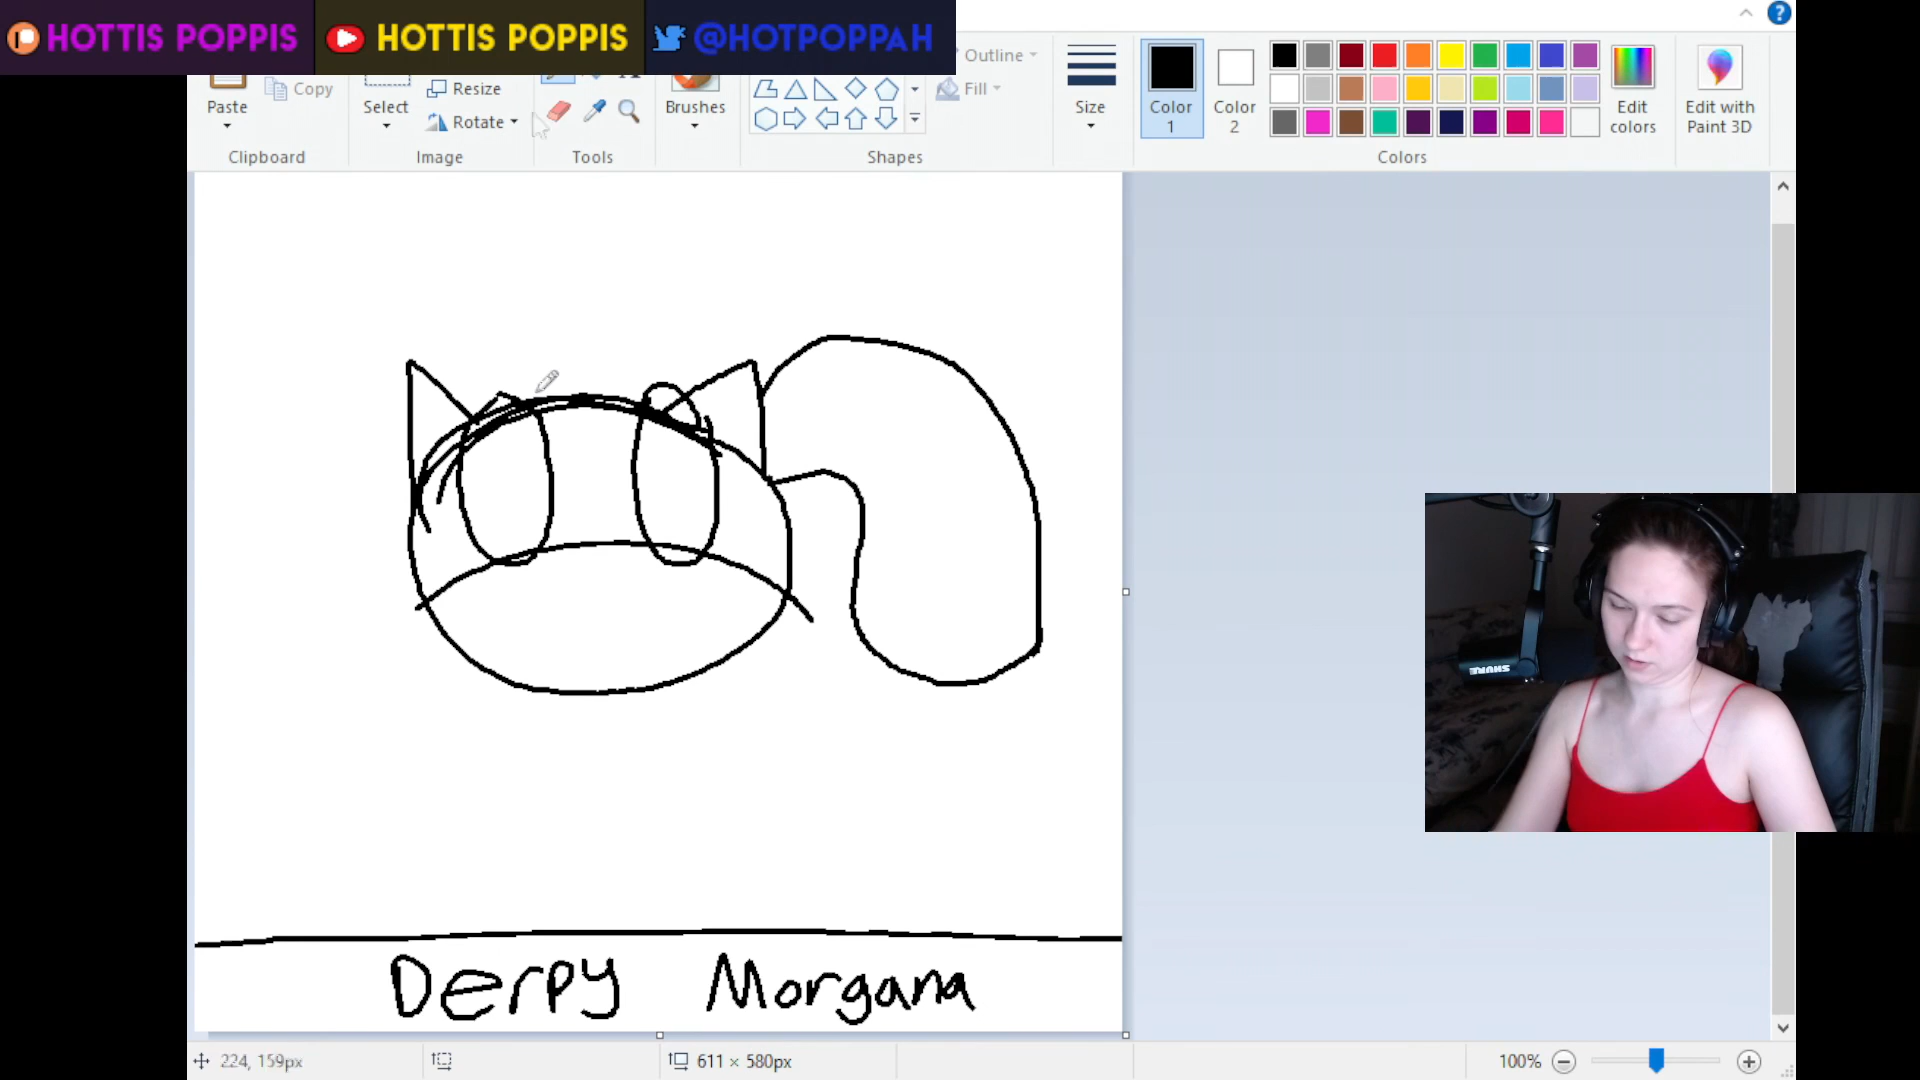 HOTTIS POPPIS HOTTIS POPPIS @HOTPOPPAH
Outline
Paste Copy Select Resize Brushes Fill Size Color 1 Color 2 Edit colors Edit with Paint 3D
Rotate
Clipboard Image Tools Shapes Colors
SHURE
Derpy Morgana
224, 159px 611 × 580px 100%